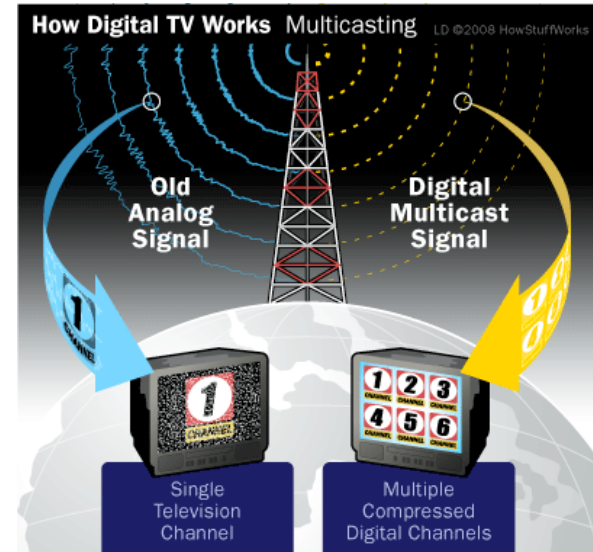 How Digital TV Works Multicasting LD ©2008 HowStuffWorks
Old
Analog
Signal
Digital
Multicast
Signal
1
CHANNEL
1
CHANNEL
1 2 3
CHANNEL CHANNEL CHANNEL
4 5 6
CHANNEL CHANNEL CHANNEL
Single
Television
Channel
Multiple
Compressed
Digital Channels